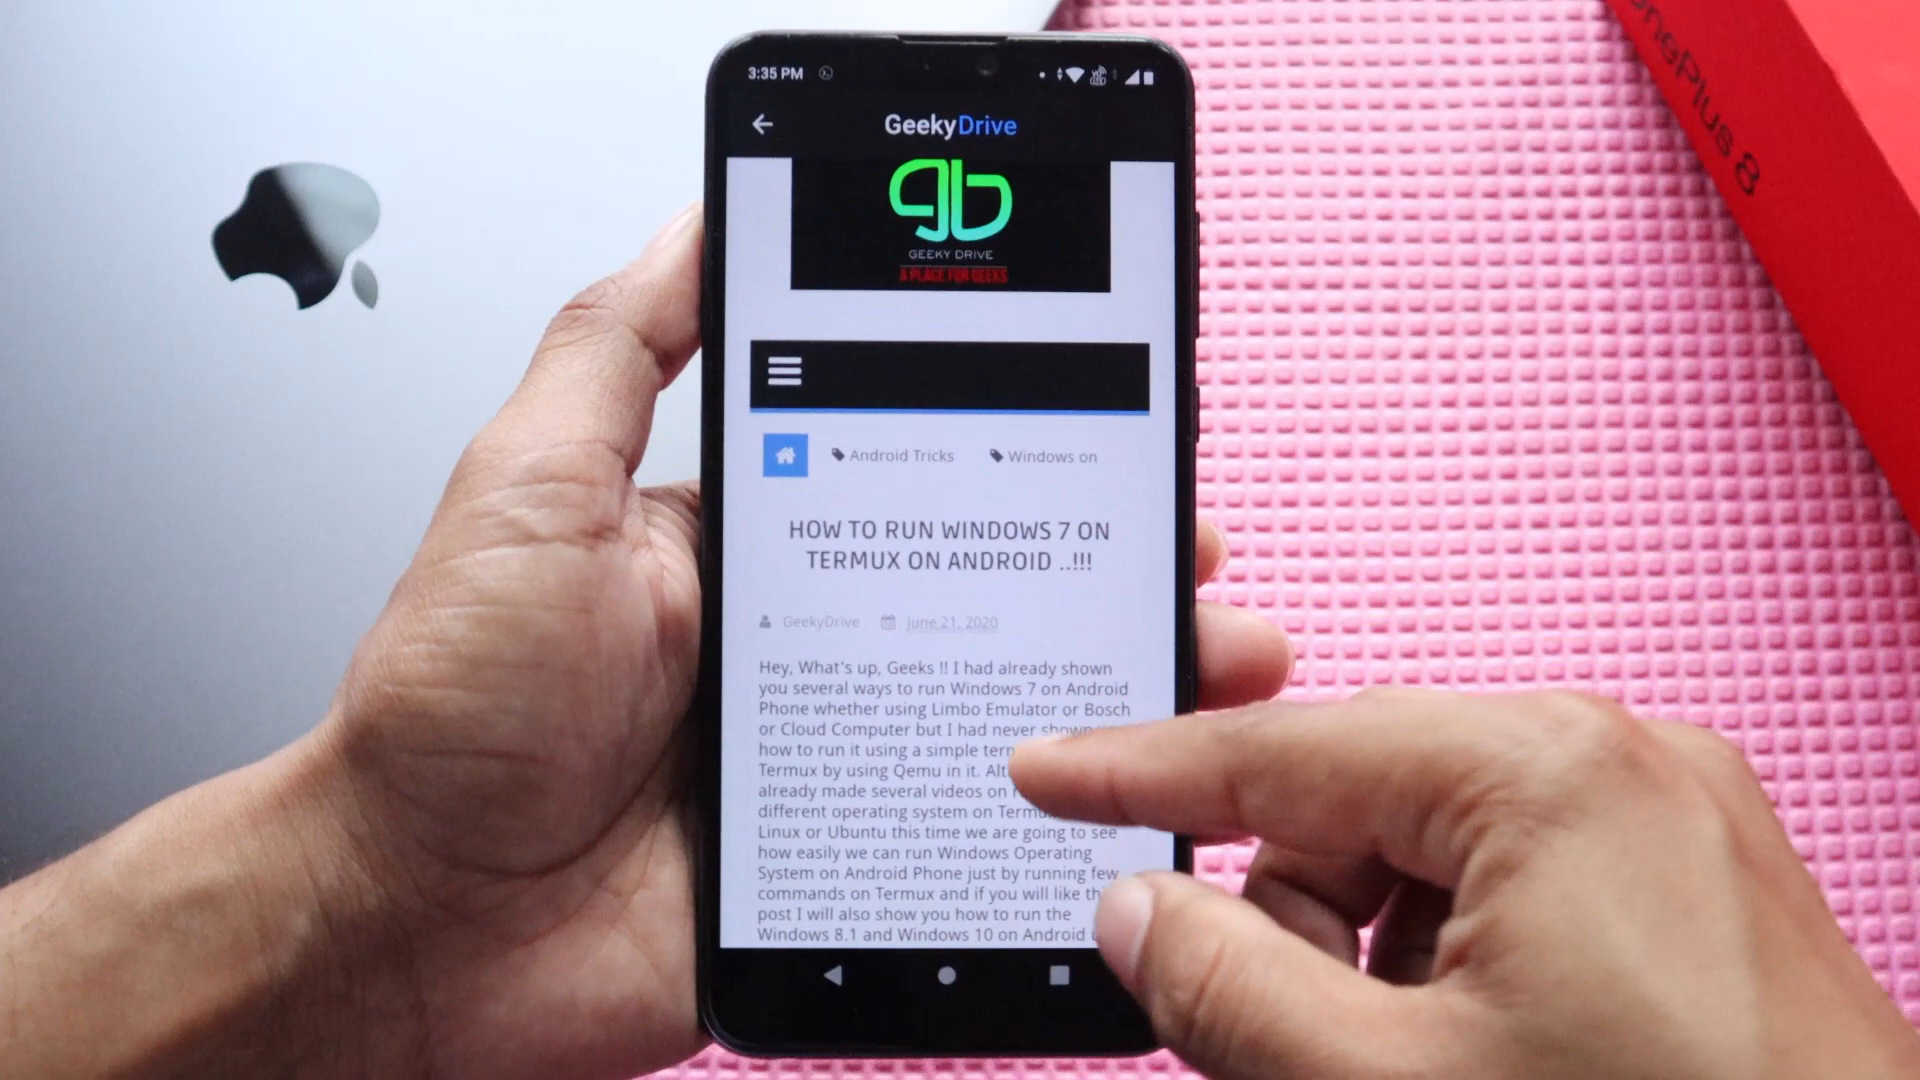 3:35 PM
GeekyDrive
gb
GEEKY DRIVE
A PLACE FOR GEEKS
Android Tricks
Windows on
HOW TO RUN WINDOWS 7 ON
TERMUX ON ANDROID ..!!!
GeekyDrive
June 21, 2020
Hey, What's up, Geeks !! I had already shown
you several ways to run Windows 7 on Android
Phone whether using Limbo Emulator or Bosch
or Cloud Computer but I had never shown
how to run it using a simple
Termux by using Qemu in it.
already made several videos on
different operating system on
Linux or Ubuntu this time we are going to see
how easily we can run Windows Operating
System on Android Phone just by running few
commands on Termux and if you will like
post I will also show you how to run the
Windows 8.1 and Windows 10 on Android
OnePlus 8